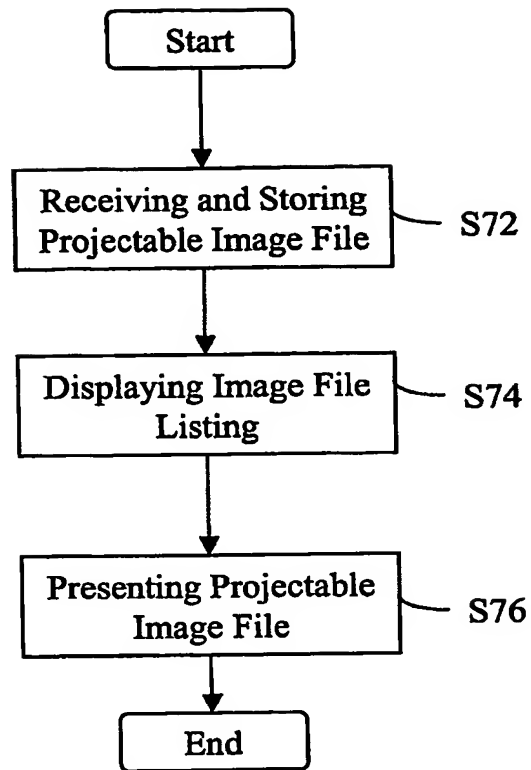 Start
Receiving and Storing
Projectable Image File
S72
Displaying Image File
Listing
S74
Presenting Projectable
Image File
S76
End